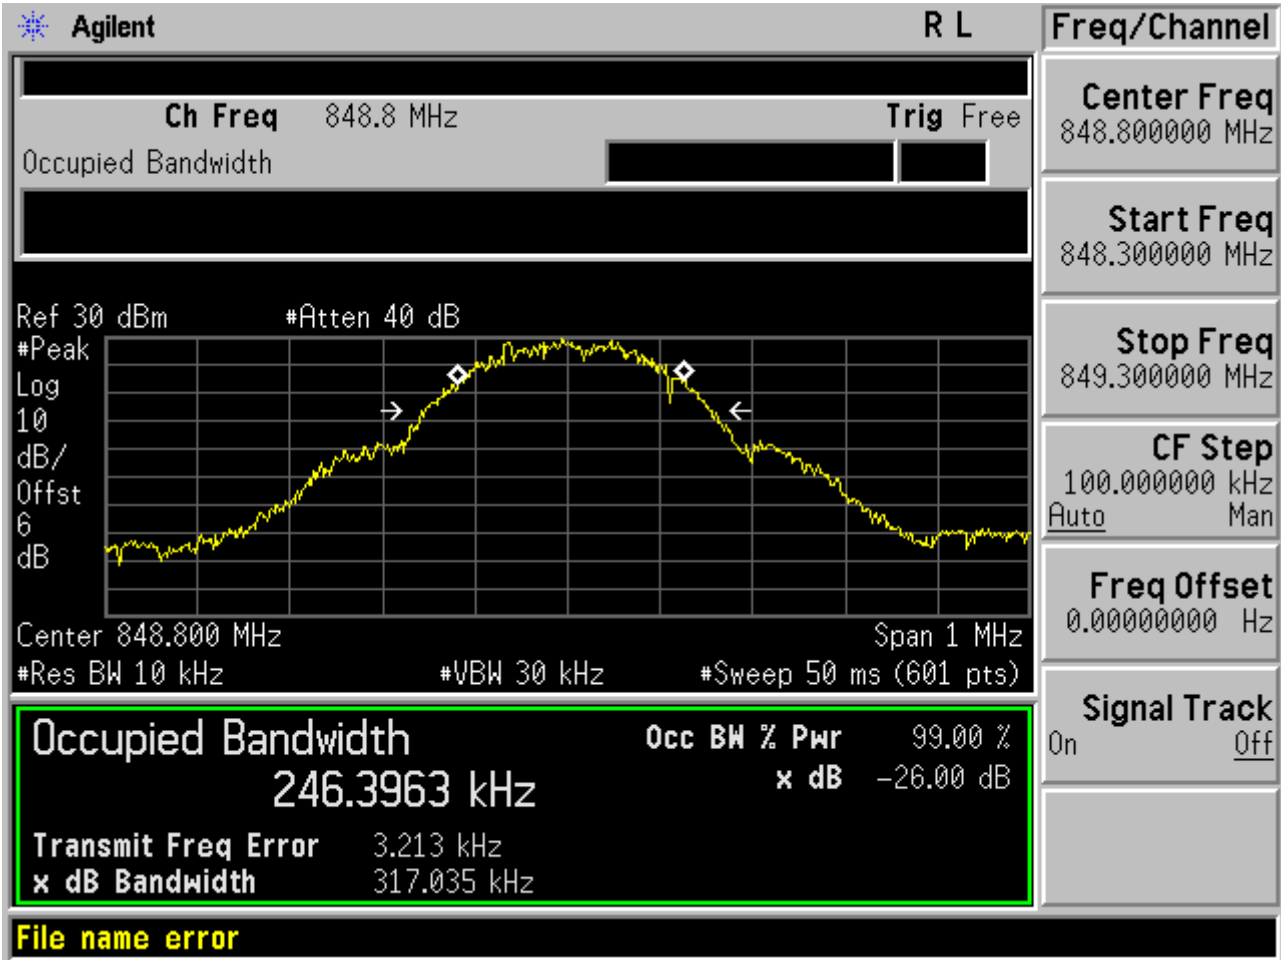 Agilent
R L
Freq/Channel
Ch Freq 848.8 MHz
Trig Free
Occupied Bandwidth
Center Freq
848.800000 MHz
Start Freq
848.300000 MHz
Stop Freq
849.300000 MHz
CF Step
100.000000 kHz
Auto Man
Freq Offset
0.00000000 Hz
Signal Track
On Off
Ref 30 dBm
#Atten 40 dB
#Peak
Log
10
dB/
Offst
6
dB
Center 848.800 MHz
Span 1 MHz
#Res BW 10 kHz
#VBW 30 kHz
#Sweep 50 ms (601 pts)
Occupied Bandwidth
246.3963 kHz
Occ BW % Pwr 99.00 %
x dB -26.00 dB
Transmit Freq Error 3.213 kHz
x dB Bandwidth 317.035 kHz
File name error